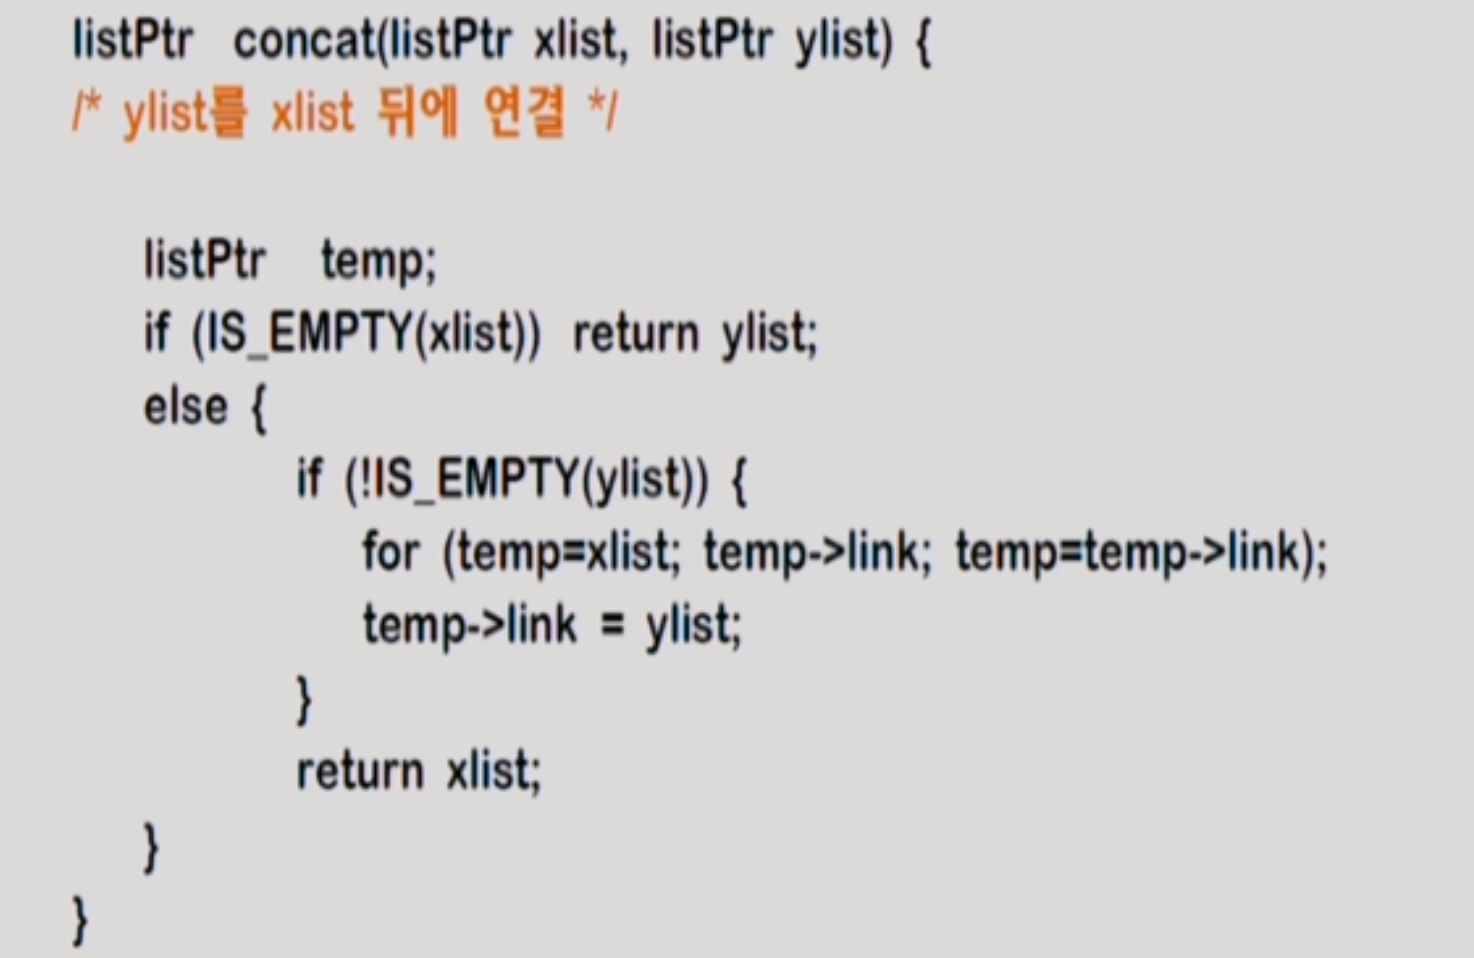 listPtr concat(listPtr xlist, listPtr ylist) {
/* ylist를 xlist 뒤에 연결 */
listPtr temp;
if (IS_EMPTY(xlist)) return ylist;
else {
if (!IS_EMPTY(ylist)) {
for (temp=xlist; temp->link; temp=temp->link);
temp->link = ylist;
}
return xlist;
}
}